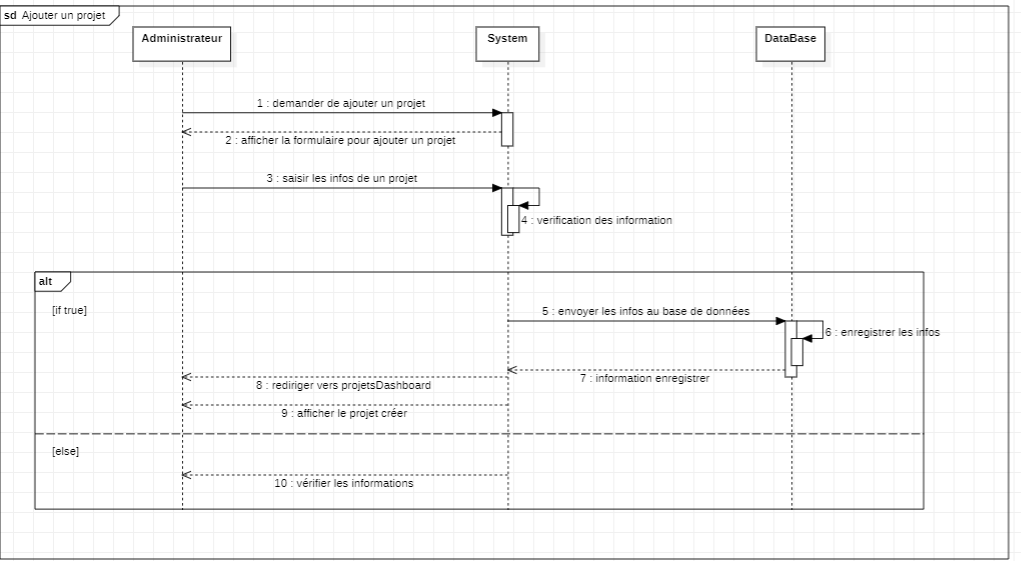 sd Ajouter un projet
Administrateur
System
DataBase
1 : demander de ajouter un projet
2 : afficher la formulaire pour ajouter un projet
3 : saisir les infos de un projet
4 : verification des information
alt
[if true]
5 : envoyer les infos au base de données
6 : enregistrer les infos
7 : information enregistrer
8 : rediriger vers projetsDashboard
9 : afficher le projet créer
[else]
10 : vérifier les informations